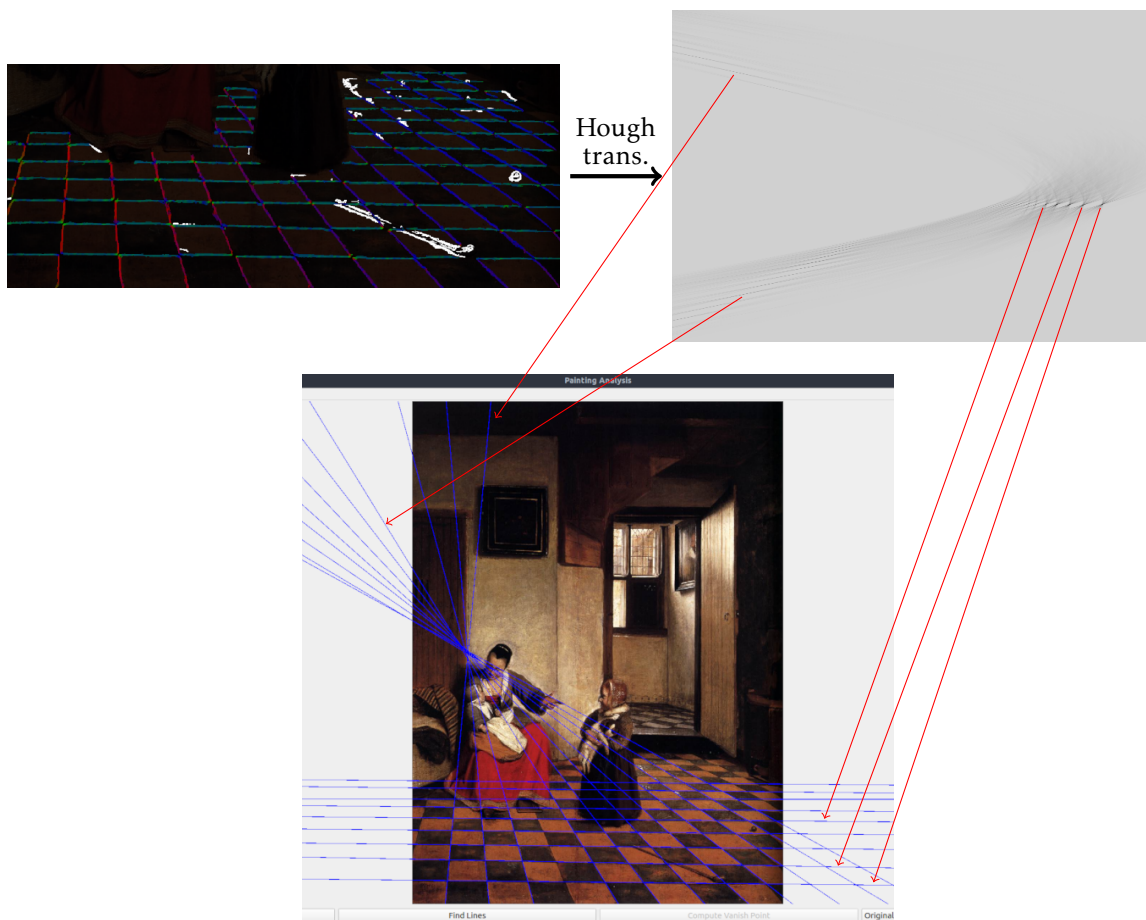 Hough
trans.
Painting Analysis
Find Lines
Compute Vanish Point
Original